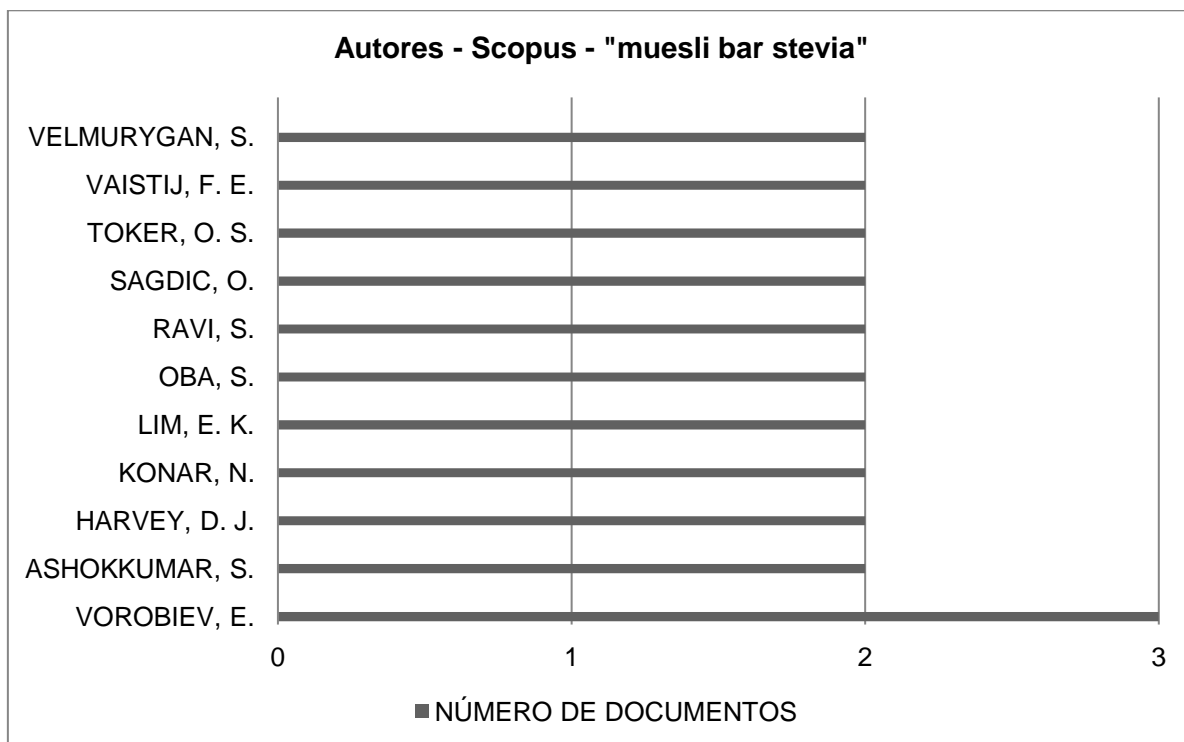 Autores - Scopus - "muesli bar stevia"
VELMURYGAN, S.
VAISTIJ, F. E.
TOKER, O. S.
SAGDIC, O.
RAVI, S.
OBA, S.
LIM, E. K.
KONAR, N.
HARVEY, D. J.
ASHOKKUMAR, S.
VOROBIEV, E.
0 1 2 3
NÚMERO DE DOCUMENTOS